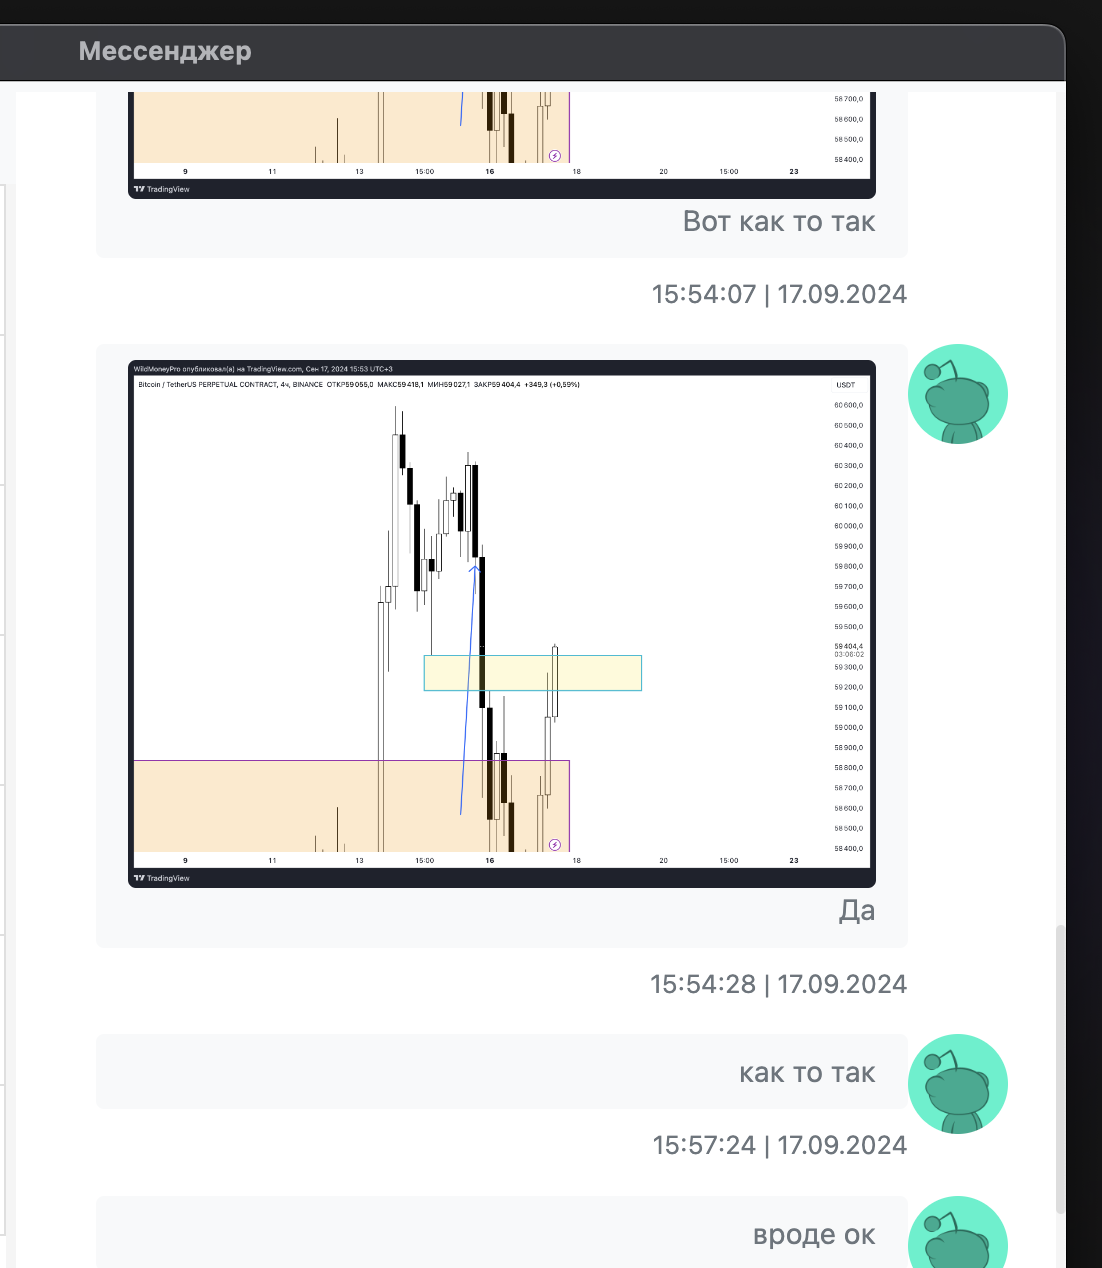 Мессенджер
58 700,0
58 600,0
58 500,0
58 400,0
9 11 13 15:00 16 18 20 15:00 23
TradingView
Вот как то так
15:54:07 | 17.09.2024
WildMoneyPro опубликовал(а) на TradingView.com, Сен 17, 2024 15:53 UTC+3
Bitcoin / TetherUS PERPETUAL CONTRACT, 4ч, BINANCE ОТКР59 055,0 МАКС59 418,1 МИН59 027,1 ЗАКР59 404,4 +349,3 (+0,59%)
USDT
60 600,0
60 500,0
60 400,0
60 300,0
60 200,0
60 100,0
60 000,0
59 900,0
59 800,0
59 700,0
59 600,0
59 500,0
59 404,4
03:06:02
59 300,0
59 200,0
59 100,0
59 000,0
58 900,0
58 800,0
58 700,0
58 600,0
58 500,0
58 400,0
9 11 13 15:00 16 18 20 15:00 23
TradingView
Да
15:54:28 | 17.09.2024
как то так
15:57:24 | 17.09.2024
вроде ок